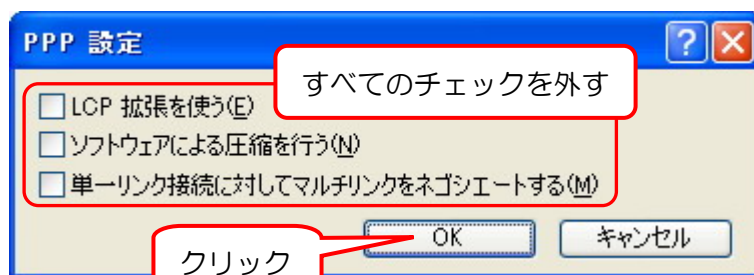 PPP 設定
すべてのチェックを外す
LCP 拡張を使う(E)
ソフトウェアによる圧縮を行う(N)
単一リンク接続に対してマルチリンクをネゴシエートする(M)
OK
キャンセル
クリック